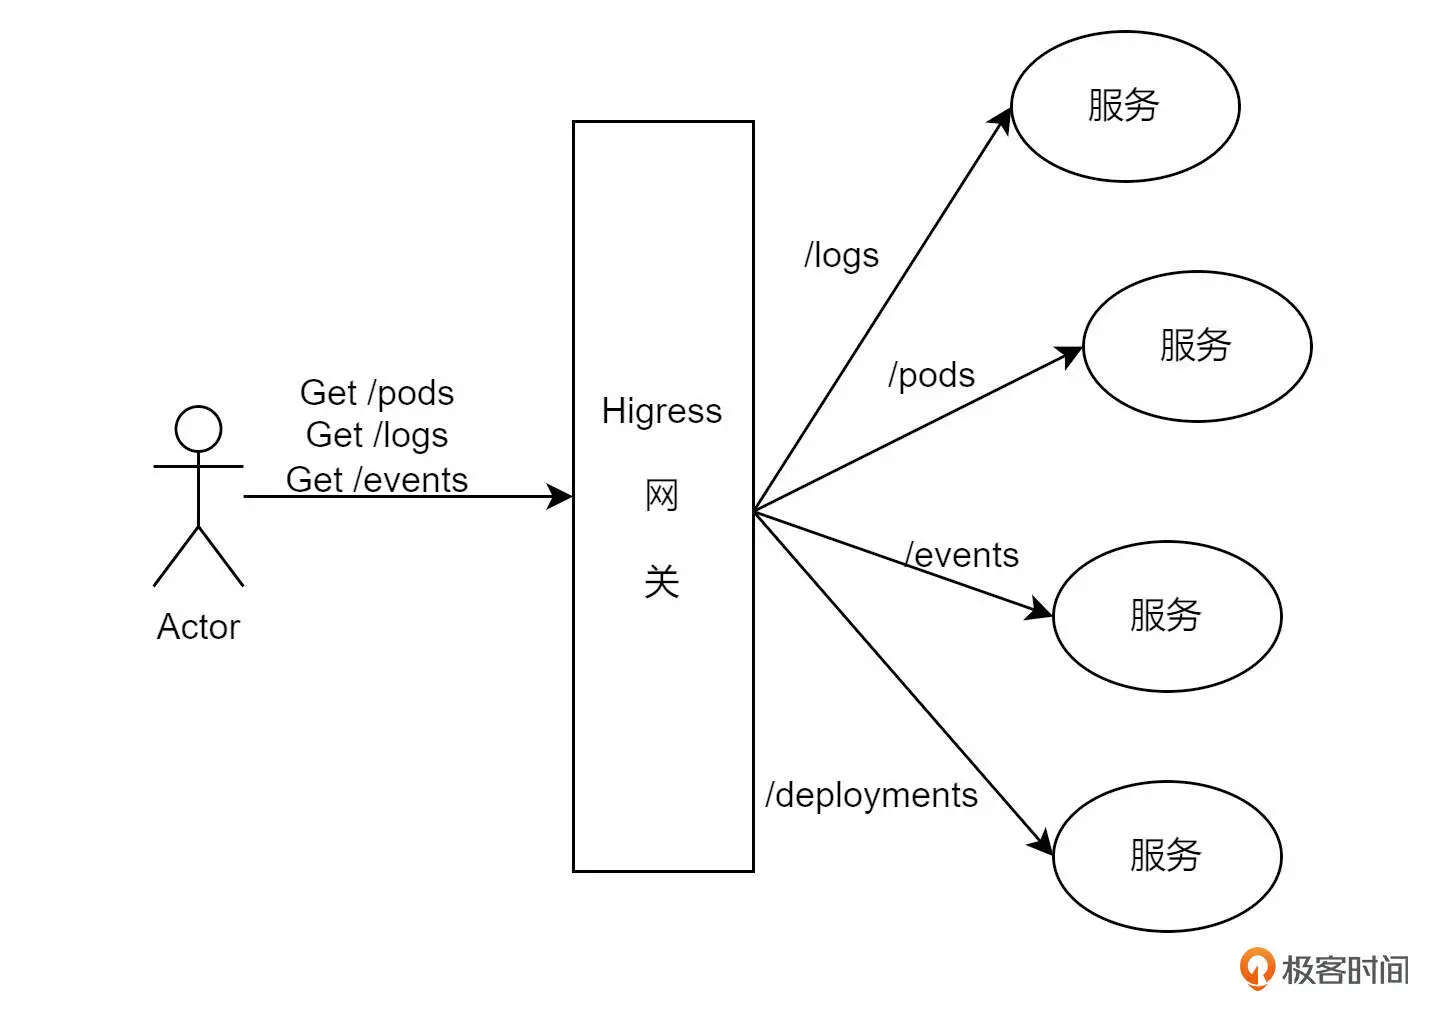 Get /pods
Get /logs
Get /events
Actor
Higress
网
关
/logs
/pods
/events
/deployments
服务
服务
服务
服务
极客时间